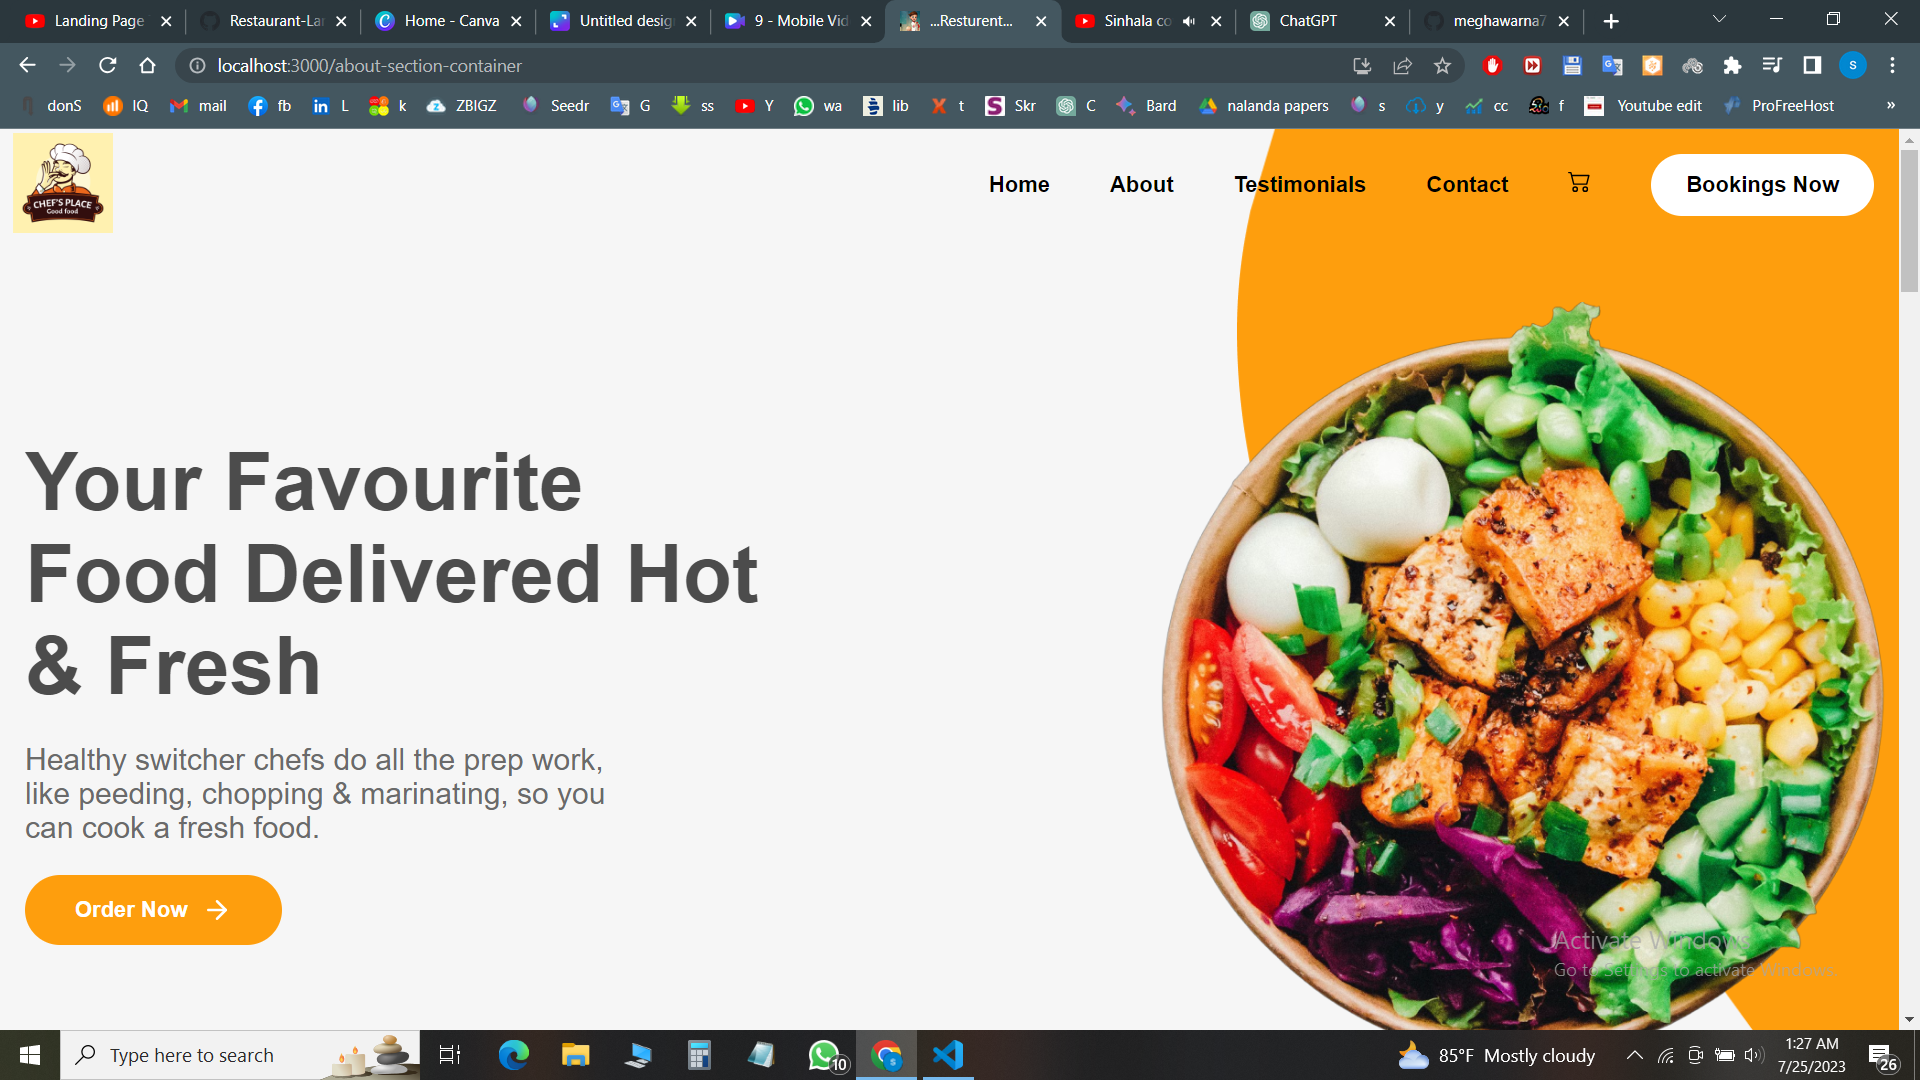 Landing Page
Restaurant-Lar
Home - Canva
Untitled desig
9 - Mobile Vid
...Resturent...
Sinhala co
ChatGPT
meghawarna7
localhost:3000/about-section-container
donS
IQ
mail
fb
L
k
ZBIGZ
Seedr
G
ss
Y
wa
lib
t
Skr
C
Bard
nalanda papers
s
y
cc
f
Youtube edit
ProFreeHost
»
CHEF'S PLACE
Good food
Home
About
Testimonials
Contact
Bookings Now
Your Favourite
Food Delivered Hot
& Fresh
Healthy switcher chefs do all the prep work,
like peeding, chopping & marinating, so you
can cook a fresh food.
Order Now
Activate Windows
Go to Settings to activate Windows.
Type here to search
10
85°F Mostly cloudy
1:27 AM
7/25/2023
26